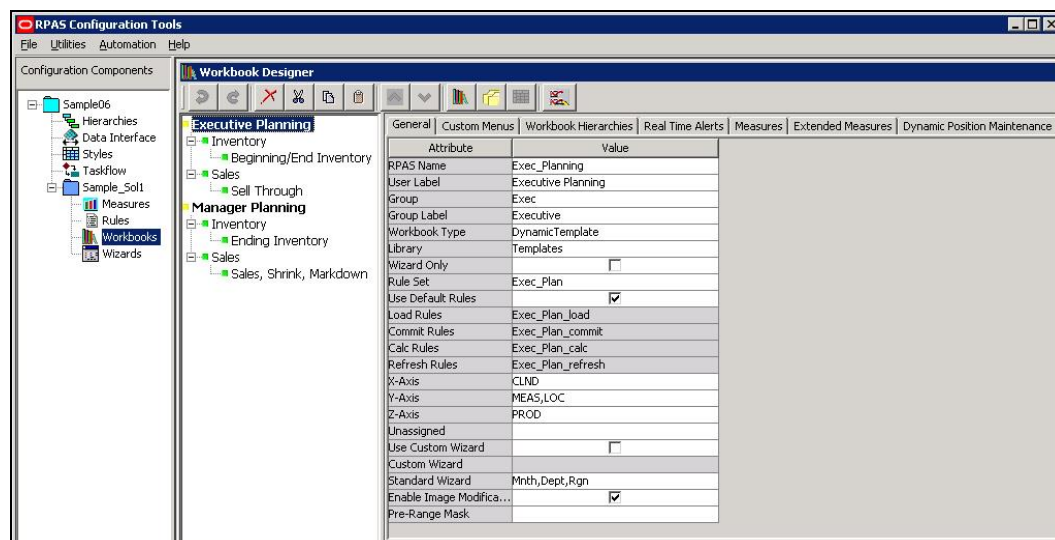 RPAS Configuration Tools
File Utilities Automation Help
Configuration Components
Sample06
Hierarchies
Data Interface
Styles
Taskflow
Sample_Sol1
Measures
Rules
Workbooks
Wizards
Workbook Designer
Executive Planning
Inventory
Beginning/End Inventory
Sales
Sell Through
Manager Planning
Inventory
Ending Inventory
Sales
Sales, Shrink, Markdown
General Custom Menus Workbook Hierarchies Real Time Alerts Measures Extended Measures Dynamic Position Maintenance
Attribute Value
RPAS Name Exec_Planning
User Label Executive Planning
Group Exec
Group Label Executive
Workbook Type DynamicTemplate
Library Templates
Wizard Only
Rule Set Exec_Plan
Use Default Rules
Load Rules Exec_Plan_load
Commit Rules Exec_Plan_commit
Calc Rules Exec_Plan_calc
Refresh Rules Exec_Plan_refresh
X-Axis CLND
Y-Axis MEAS,LOC
Z-Axis PROD
Unassigned
Use Custom Wizard
Custom Wizard
Standard Wizard Mnth,Dept,Rgn
Enable Image Modifica...
Pre-Range Mask